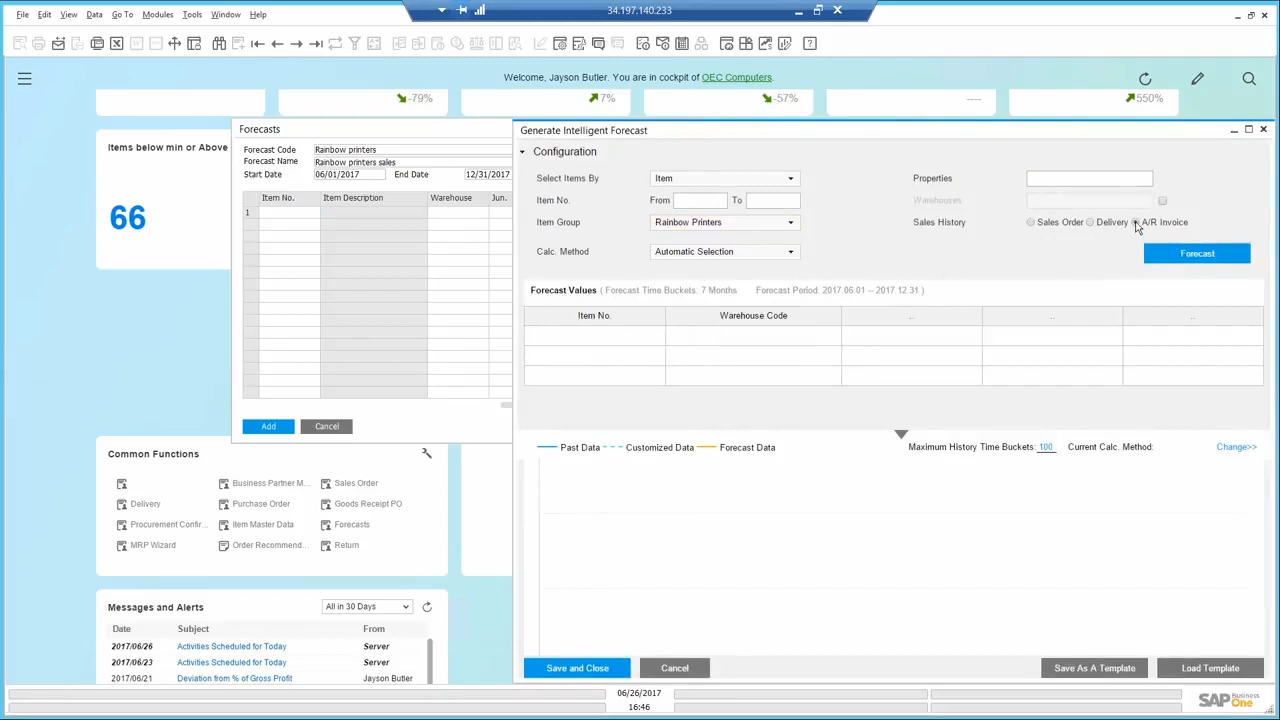 34.197.140.233
File Edit View Data Go To Modules Tools Window Help
Welcome, Jayson Butler. You are in cockpit of OEC Computers.
-79% 7% -57% ---- 550%
Items below min or Above
66
Forecasts
Forecast Code Rainbow printers
Forecast Name Rainbow printers sales
Start Date 06/01/2017 End Date 12/31/2017
Item No. Item Description Warehouse Jun.
1
Add Cancel
Generate Intelligent Forecast
Configuration
Select Items By Item Properties
Item No. From To Warehouses
Item Group Rainbow Printers Sales History Sales Order Delivery A/R Invoice
Calc. Method Automatic Selection Forecast
Forecast Values ( Forecast Time Buckets: 7 Months Forecast Period: 2017.06.01 -- 2017.12.31 )
Item No. Warehouse Code .. .. ..
Past Data Customized Data Forecast Data Maximum History Time Buckets: 100 Current Calc. Method: Change>>
Save and Close Cancel Save As A Template Load Template
Common Functions
Business Partner M... Sales Order
Delivery Purchase Order Goods Receipt PO
Procurement Confir... Item Master Data Forecasts
MRP Wizard Order Recommend... Return
Messages and Alerts All in 30 Days
Date Subject From
2017/06/26 Activities Scheduled for Today Server
2017/06/23 Activities Scheduled for Today Server
2017/06/21 Deviation from % of Gross Profit Jayson Butler
06/26/2017
16:46
SAP Business One